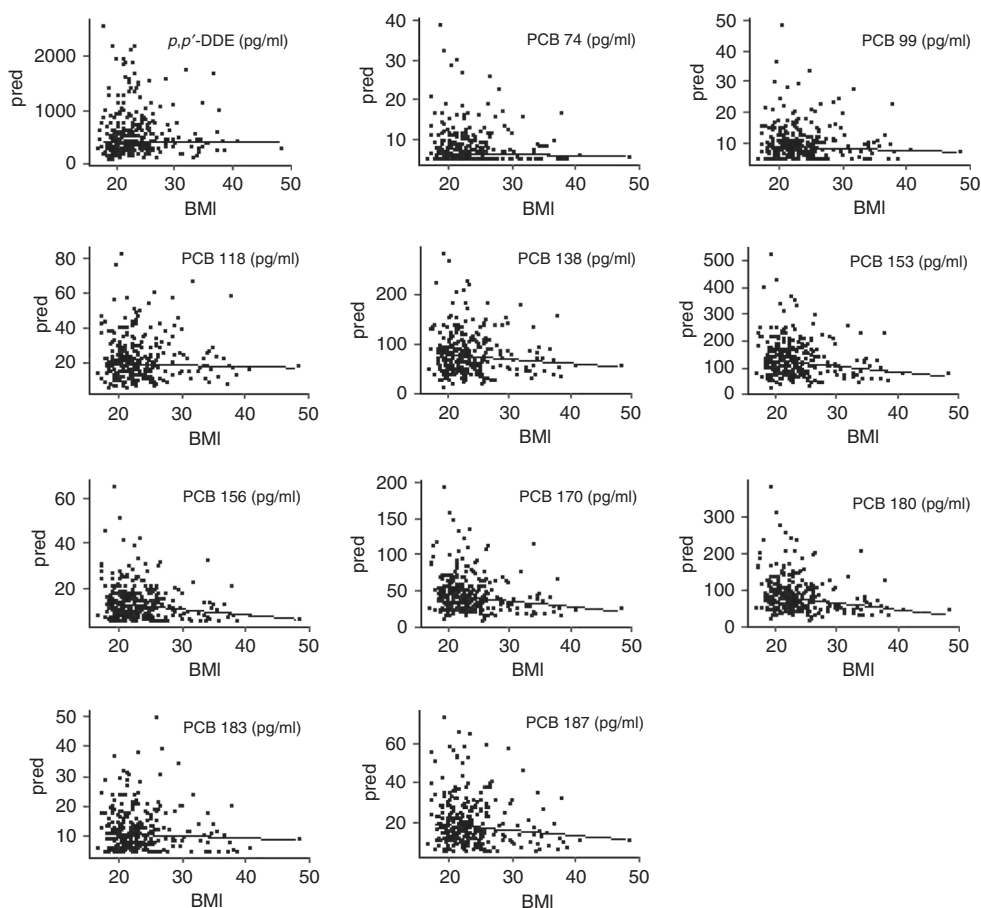 p,p′-DDE (pg/ml)
pred
2000
1000
0
20 30 40 50
BMI
PCB 74 (pg/ml)
pred
40
30
20
10
20 30 40 50
BMI
PCB 99 (pg/ml)
pred
50
40
30
20
10
20 30 40 50
BMI
PCB 118 (pg/ml)
pred
80
60
40
20
20 30 40 50
BMI
PCB 138 (pg/ml)
pred
200
100
0
20 30 40 50
BMI
PCB 153 (pg/ml)
pred
500
400
300
200
100
0
20 30 40 50
BMI
PCB 156 (pg/ml)
pred
60
40
20
20 30 40 50
BMI
PCB 170 (pg/ml)
pred
200
150
100
50
0
20 30 40 50
BMI
PCB 180 (pg/ml)
pred
300
200
100
0
20 30 40 50
BMI
PCB 183 (pg/ml)
pred
50
40
30
20
10
20 30 40 50
BMI
PCB 187 (pg/ml)
pred
60
40
20
20 30 40 50
BMI